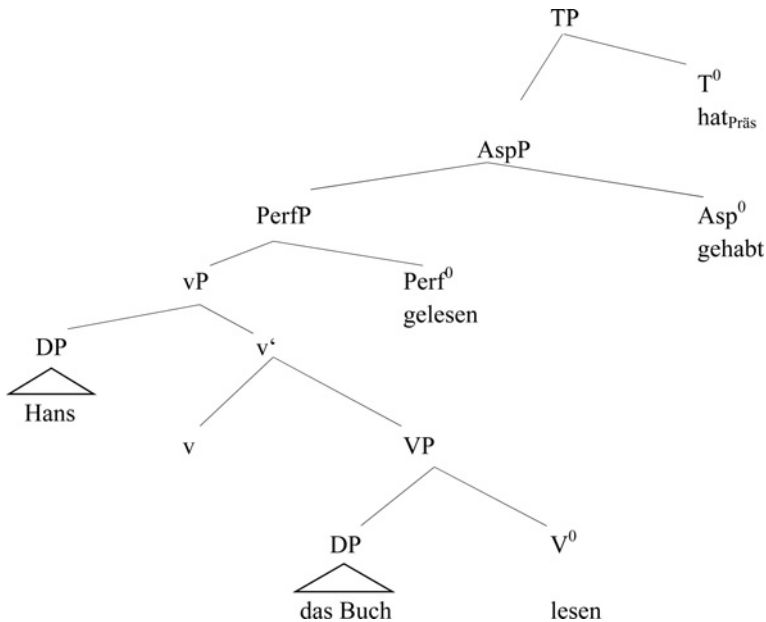 TP
T⁰
hat_Präs
AspP
PerfP
Asp⁰
gehabt
vP
Perf⁰
gelesen
DP
v‘
Hans
v
VP
DP
V⁰
das Buch
lesen